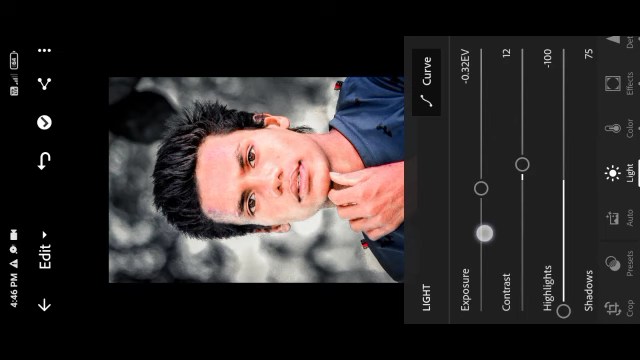 4:46 PM
84
Edit
LIGHT
Curve
Exposure
-0.32EV
Contrast
12
Highlights
-100
Shadows
75
Crop
Presets
Auto
Light
Color
Effects
Det